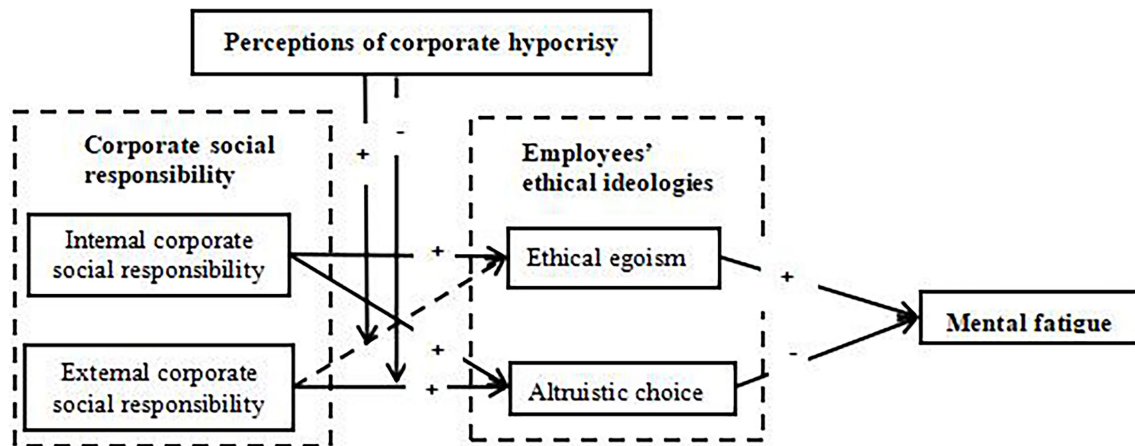 Perceptions of corporate hypocrisy
-
+
Corporate social
responsibility
Employees’
ethical ideologies
Internal corporate
social responsibility
+
Ethical egoism
+
Mental fatigue
-
External corporate
social responsibility
+
+
Altruistic choice